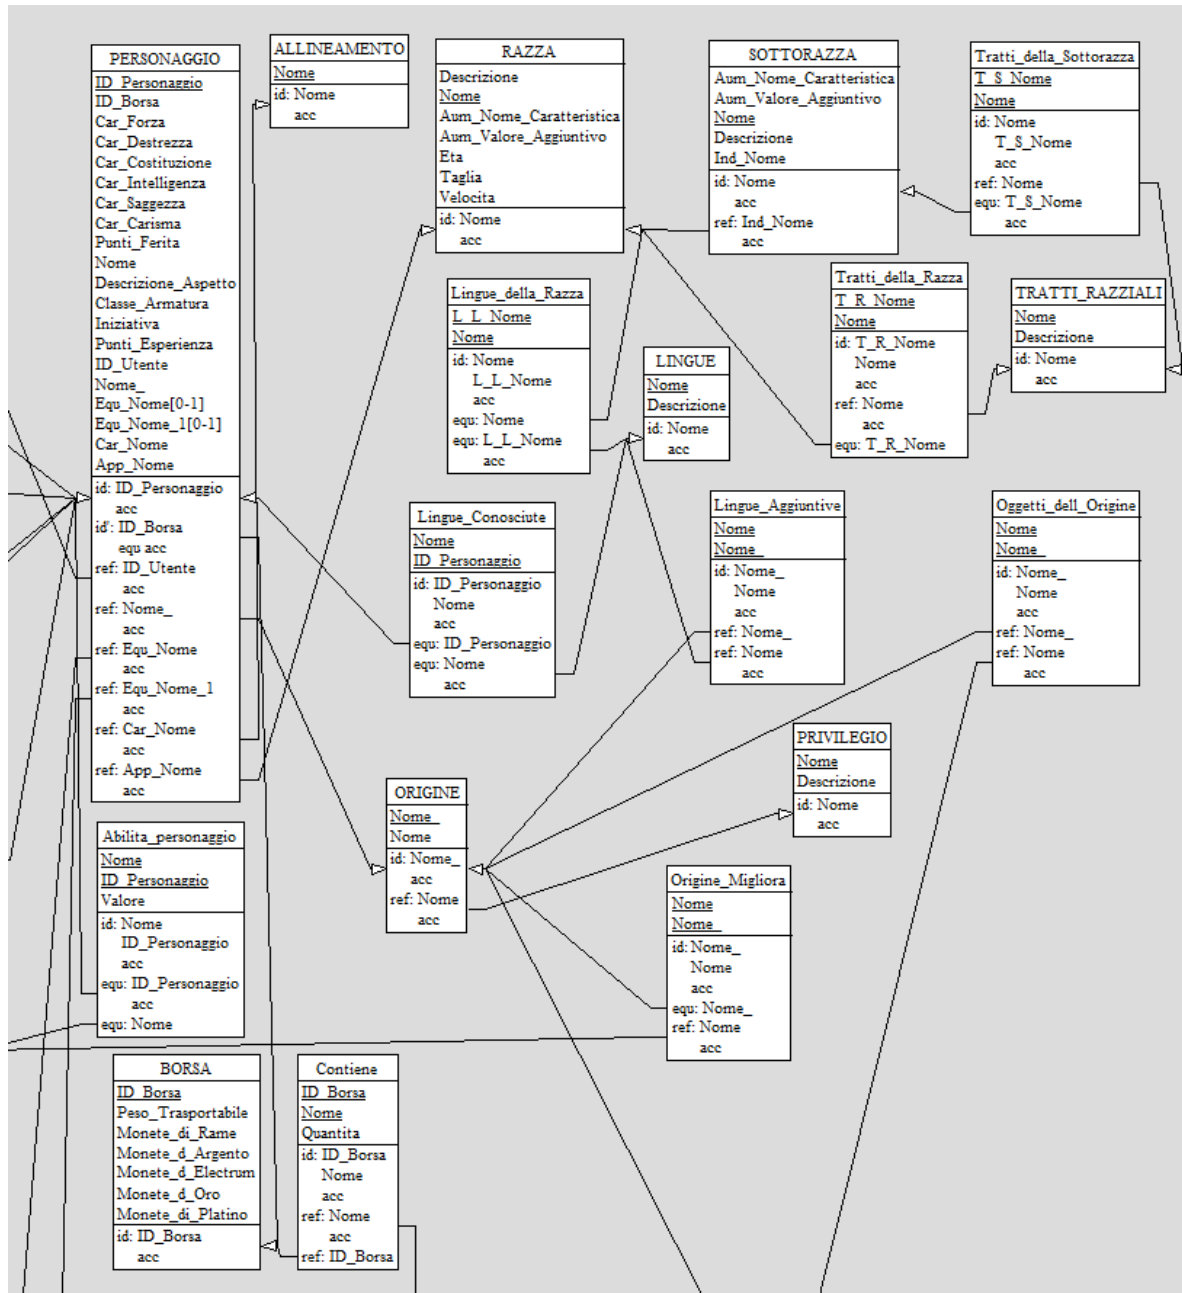 PERSONAGGIO
ID_Personaggio
ID_Borsa
Car_Forza
Car_Destrezza
Car_Costituzione
Car_Intelligenza
Car_Saggezza
Car_Carisma
Punti_Ferita
Nome
Descrizione_Aspetto
Classe_Armatura
Iniziativa
Punti_Esperienza
ID_Utente
Nome_
Equ_Nome[0-1]
Equ_Nome_1[0-1]
Car_Nome
App_Nome
id: ID_Personaggio
acc
id': ID_Borsa
equ acc
ref: ID_Utente
acc
ref: Nome_
acc
ref: Equ_Nome
acc
ref: Equ_Nome_1
acc
ref: Car_Nome
acc
ref: App_Nome
acc
ALLINEAMENTO
Nome
id: Nome
acc
RAZZA
Descrizione
Nome
Aum_Nome_Caratteristica
Aum_Valore_Aggiuntivo
Eta
Taglia
Velocita
id: Nome
acc
SOTTORAZZA
Aum_Nome_Caratteristica
Aum_Valore_Aggiuntivo
Nome
Descrizione
Ind_Nome
id: Nome
acc
ref: Ind_Nome
acc
Tratti_della_Sottorazza
T_S_Nome
Nome
id: Nome
T_S_Nome
acc
ref: Nome
equ: T_S_Nome
acc
Lingue_della_Razza
L_L_Nome
Nome
id: Nome
L_L_Nome
acc
equ: Nome
equ: L_L_Nome
acc
LINGUE
Nome
Descrizione
id: Nome
acc
Tratti_della_Razza
T_R_Nome
Nome
id: T_R_Nome
Nome
acc
ref: Nome
acc
equ: T_R_Nome
TRATTI_RAZZIALI
Nome
Descrizione
id: Nome
acc
Lingue_Conosciute
Nome
ID_Personaggio
id: ID_Personaggio
Nome
acc
equ: ID_Personaggio
equ: Nome
acc
Lingue_Aggiuntive
Nome
Nome_
id: Nome_
Nome
acc
ref: Nome_
ref: Nome
acc
Oggetti_dell_Origine
Nome
Nome_
id: Nome_
Nome
acc
ref: Nome_
ref: Nome
acc
PRIVILEGIO
Nome
Descrizione
id: Nome
acc
ORIGINE
Nome_
Nome
id: Nome_
acc
ref: Nome
acc
Abilita_personaggio
Nome
ID_Personaggio
Valore
id: Nome
ID_Personaggio
acc
equ: ID_Personaggio
acc
equ: Nome
Origine_Migliora
Nome
Nome_
id: Nome_
Nome
acc
equ: Nome_
ref: Nome
acc
BORSA
ID_Borsa
Peso_Trasportabile
Monete_di_Rame
Monete_d_Argento
Monete_d_Electrum
Monete_d_Oro
Monete_di_Platino
id: ID_Borsa
acc
Contiene
ID_Borsa
Nome
Quantita
id: ID_Borsa
Nome
acc
ref: Nome
acc
ref: ID_Borsa